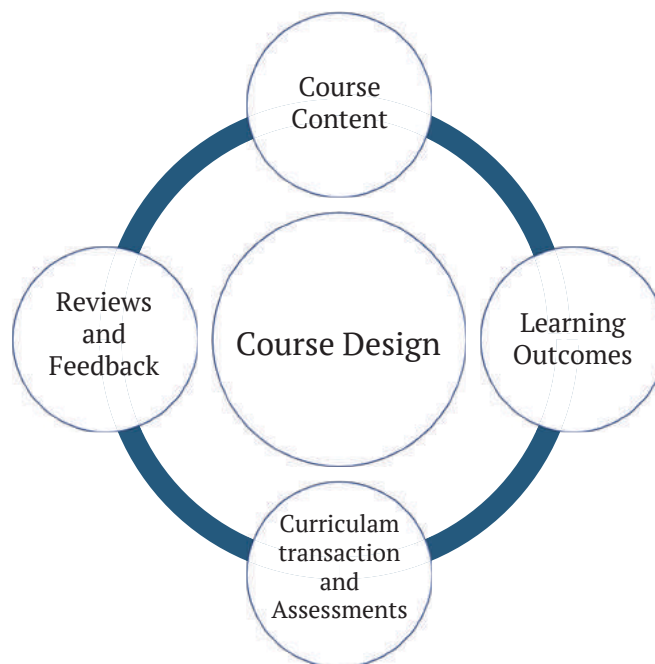 Course
Content
Reviews
and
Feedback
Course Design
Learning
Outcomes
Curriculam
transaction
and
Assessments